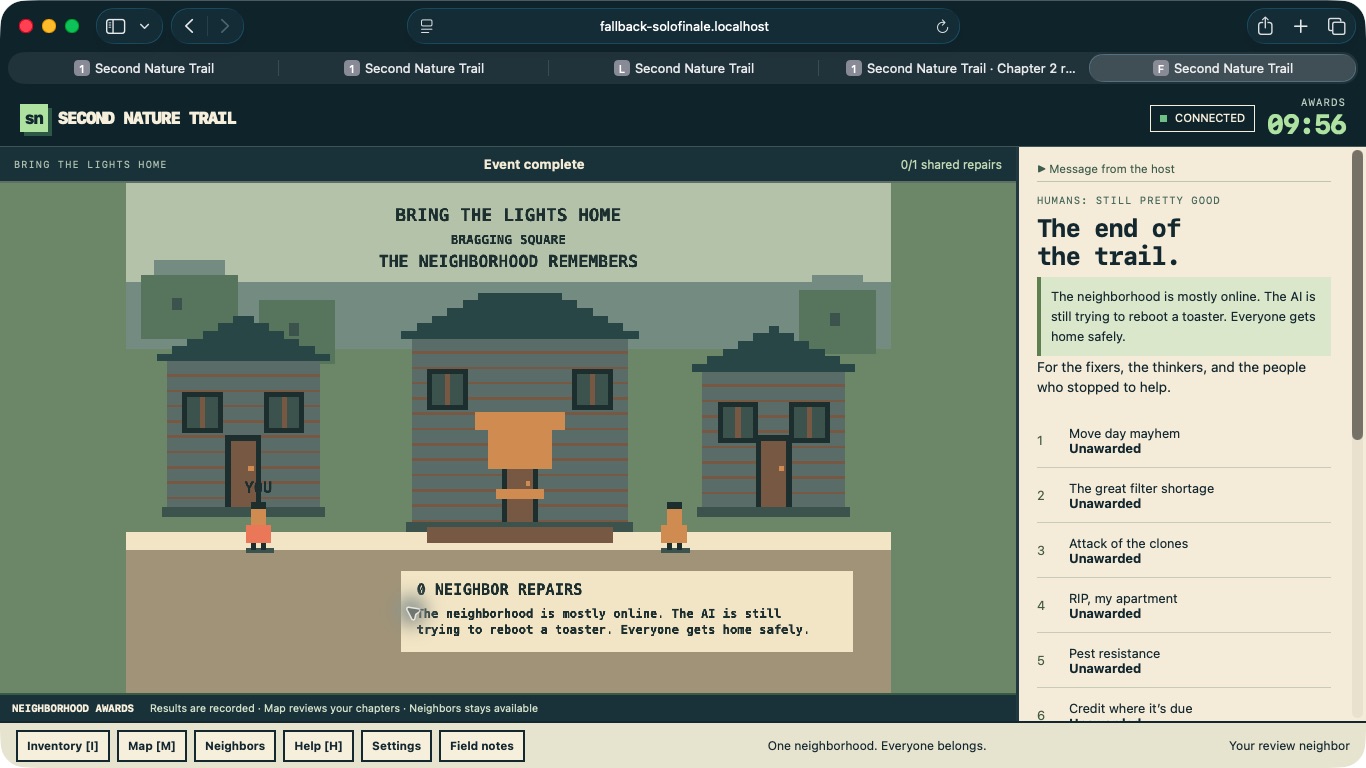 fallback-solofinale.localhost
1 Second Nature Trail
1 Second Nature Trail
L Second Nature Trail
1 Second Nature Trail · Chapter 2 r...
F Second Nature Trail
sn SECOND NATURE TRAIL
CONNECTED
AWARDS
09:56
BRING THE LIGHTS HOME
Event complete
0/1 shared repairs
BRING THE LIGHTS HOME
BRAGGING SQUARE
THE NEIGHBORHOOD REMEMBERS
YOU
0 NEIGHBOR REPAIRS
The neighborhood is mostly online. The AI is still
trying to reboot a toaster. Everyone gets home safely.
NEIGHBORHOOD AWARDS Results are recorded · Map reviews your chapters · Neighbors stays available
Message from the host
HUMANS: STILL PRETTY GOOD
The end of
the trail.
The neighborhood is mostly online. The AI is
still trying to reboot a toaster. Everyone gets
home safely.
For the fixers, the thinkers, and the people
who stopped to help.
1 Move day mayhem
Unawarded
2 The great filter shortage
Unawarded
3 Attack of the clones
Unawarded
4 RIP, my apartment
Unawarded
5 Pest resistance
Unawarded
6 Credit where it's due
Inventory [I]
Map [M]
Neighbors
Help [H]
Settings
Field notes
One neighborhood. Everyone belongs.
Your review neighbor